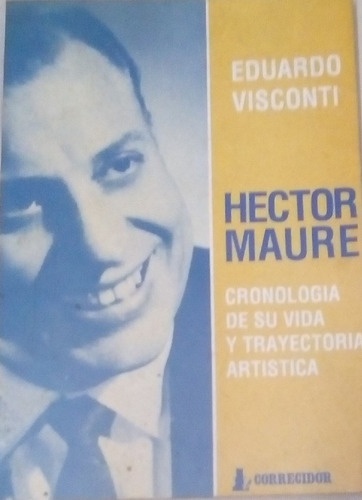 EDUARDO
VISCONTI
HECTOR
MAURE
CRONOLOGIA
DE SU VIDA
Y TRAYECTORIA
ARTISTICA
CORREGIDOR